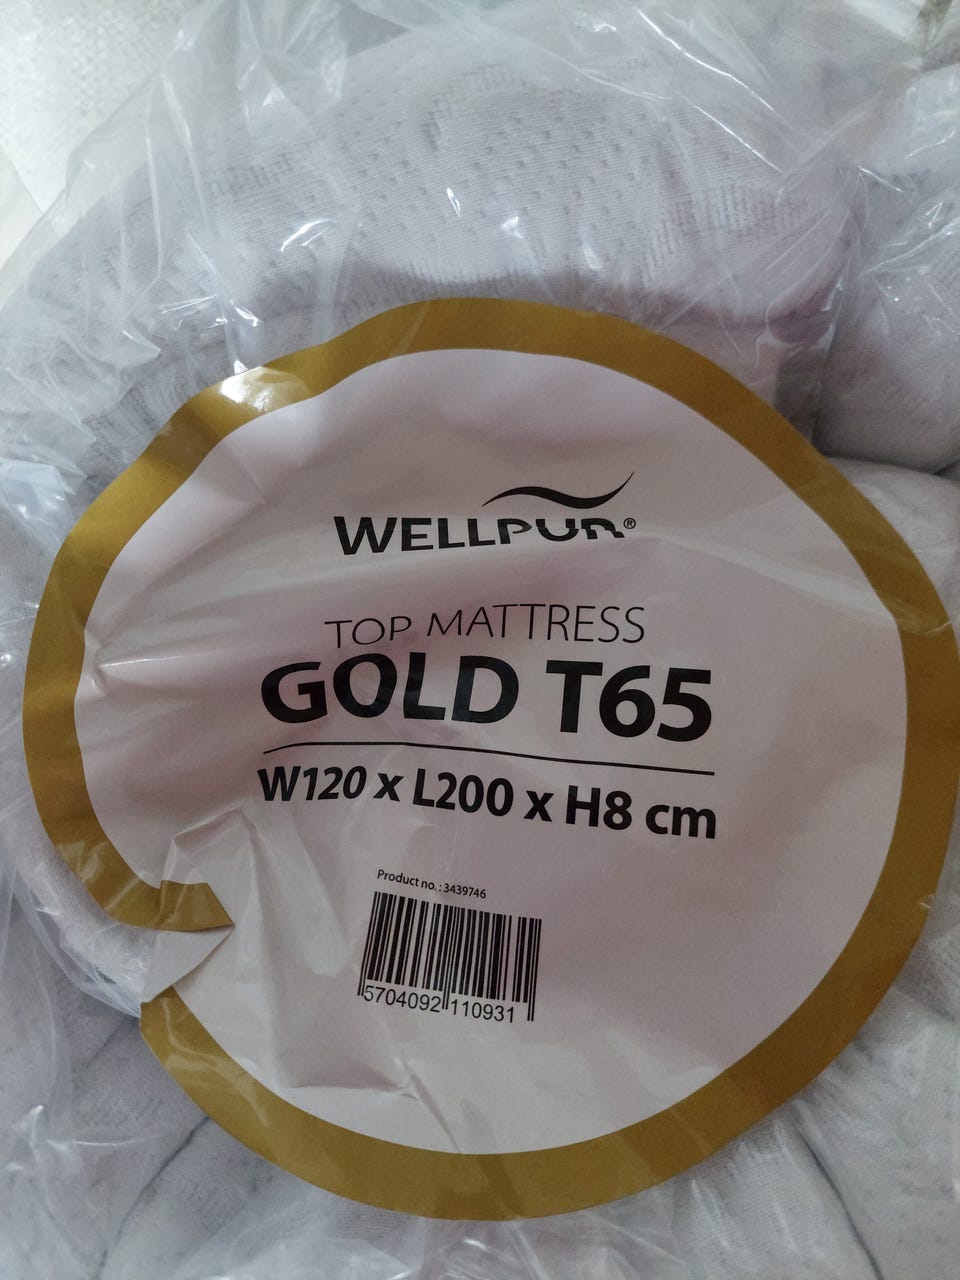 WELLPUR®
TOP MATTRESS
GOLD T65
W120 x L200 x H8 cm
Product no. : 3439746
5704092 110931